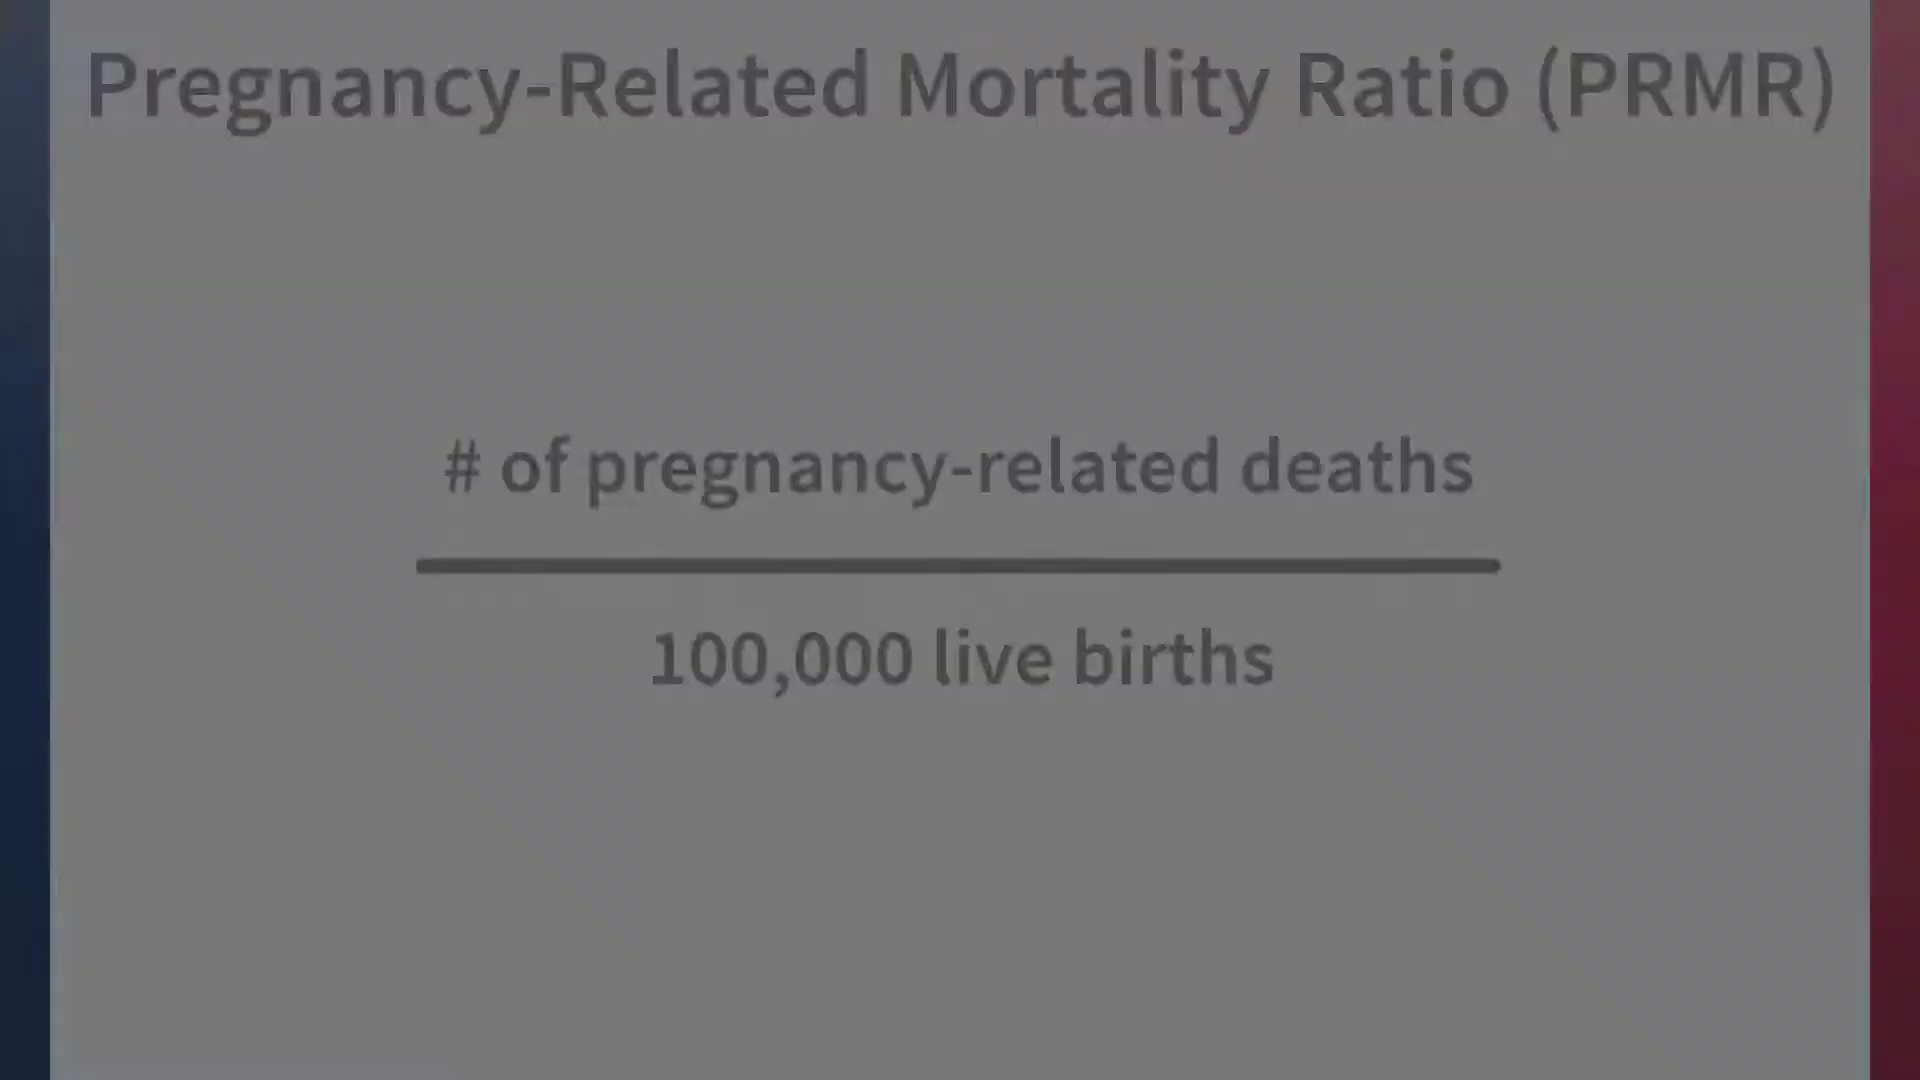 Pregnancy-Related Mortality Ratio (PRMR)
# of pregnancy-related deaths
100,000 live births